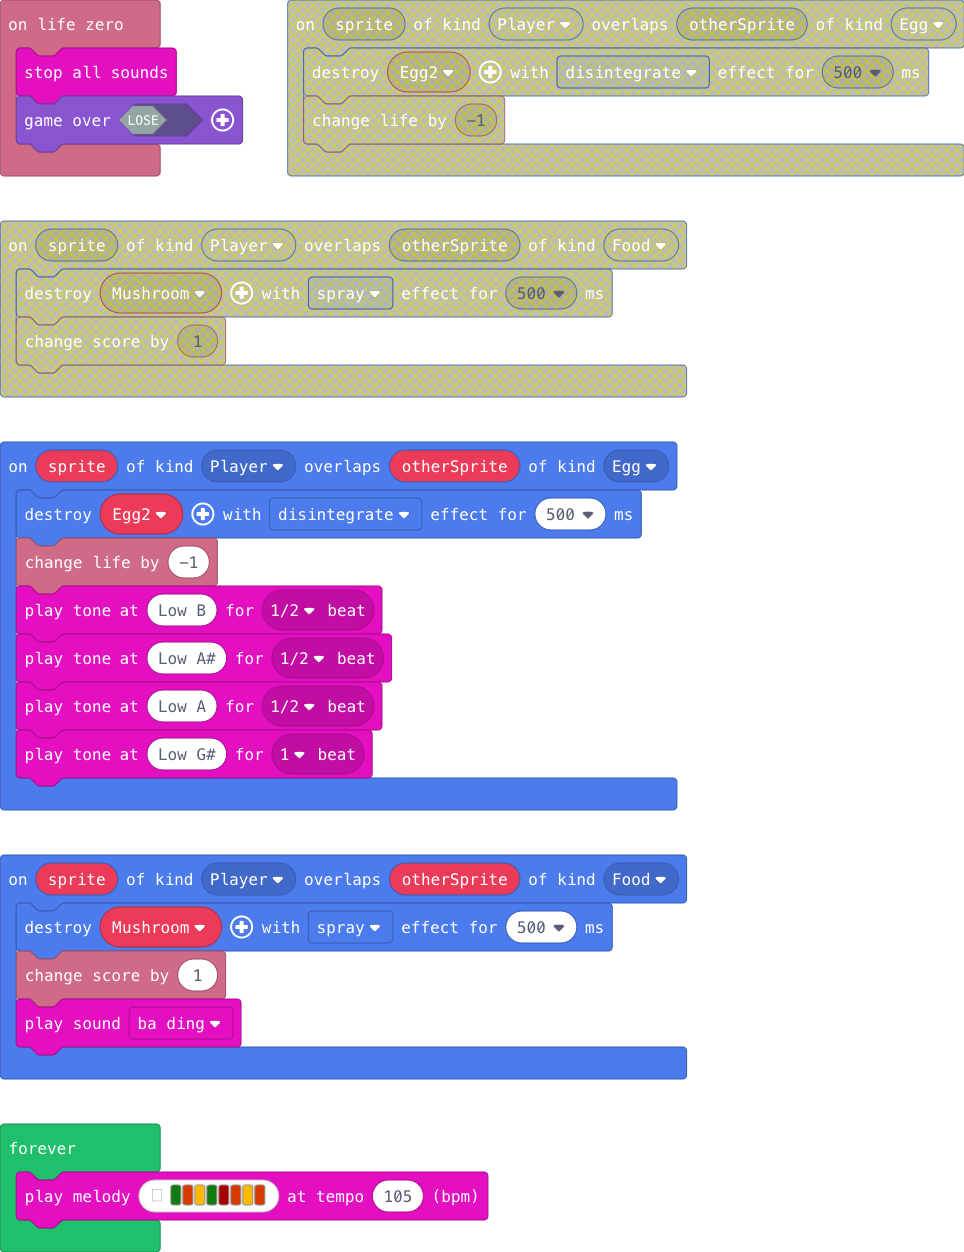 on life zero
stop all sounds
game over LOSE
on sprite of kind Player overlaps otherSprite of kind Egg
destroy Egg2 with disintegrate effect for 500 ms
change life by -1
on sprite of kind Player overlaps otherSprite of kind Food
destroy Mushroom with spray effect for 500 ms
change score by 1
on sprite of kind Player overlaps otherSprite of kind Egg
destroy Egg2 with disintegrate effect for 500 ms
change life by -1
play tone at Low B for 1/2 beat
play tone at Low A# for 1/2 beat
play tone at Low A for 1/2 beat
play tone at Low G# for 1 beat
on sprite of kind Player overlaps otherSprite of kind Food
destroy Mushroom with spray effect for 500 ms
change score by 1
play sound ba ding
forever
play melody at tempo 105 (bpm)